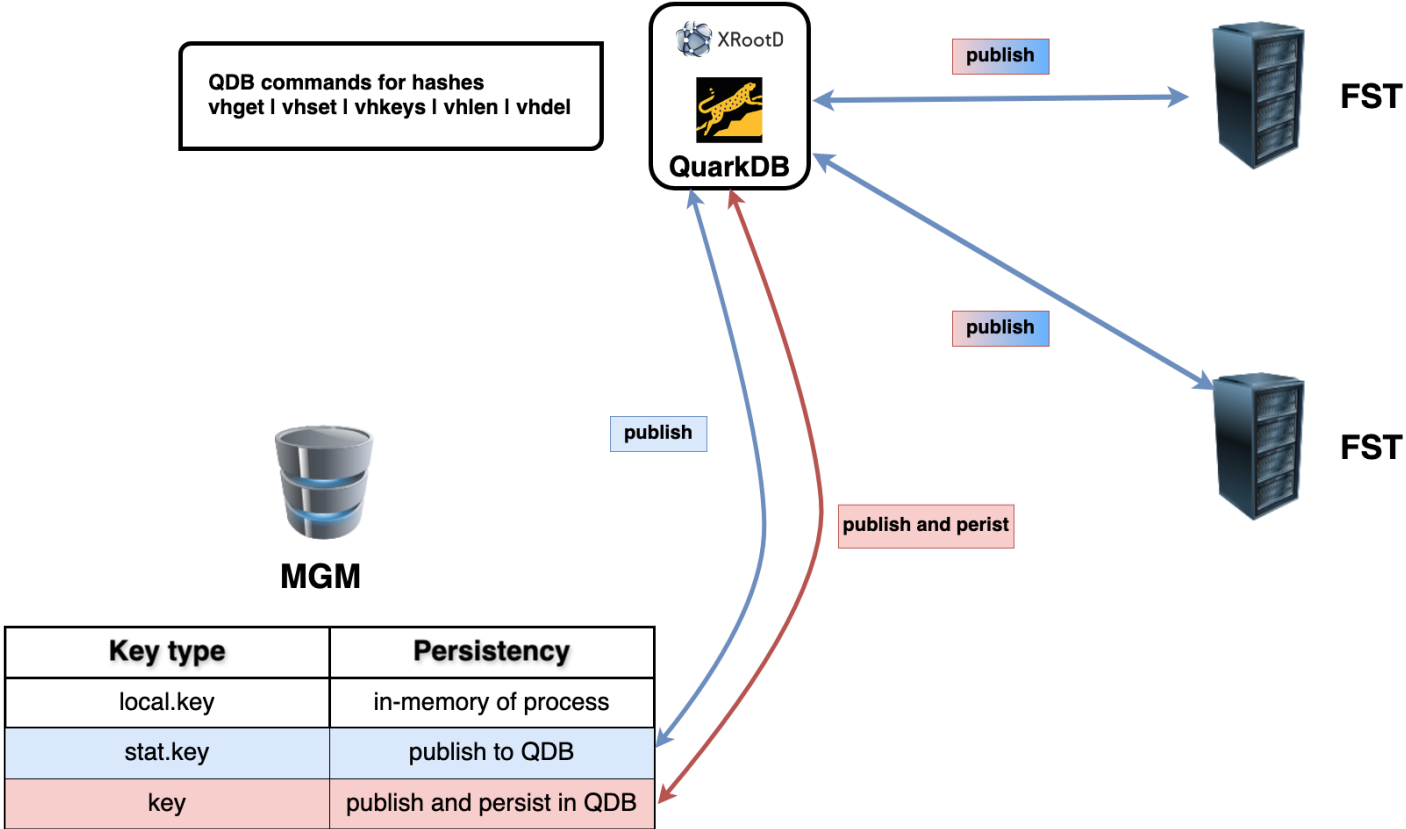 XRootD
QuarkDB
QDB commands for hashes
vhget | vhset | vhkeys | vhlen | vhdel
publish
FST
publish
FST
publish
publish and perist
MGM
Key type Persistency
local.key in-memory of process
stat.key publish to QDB
key publish and persist in QDB